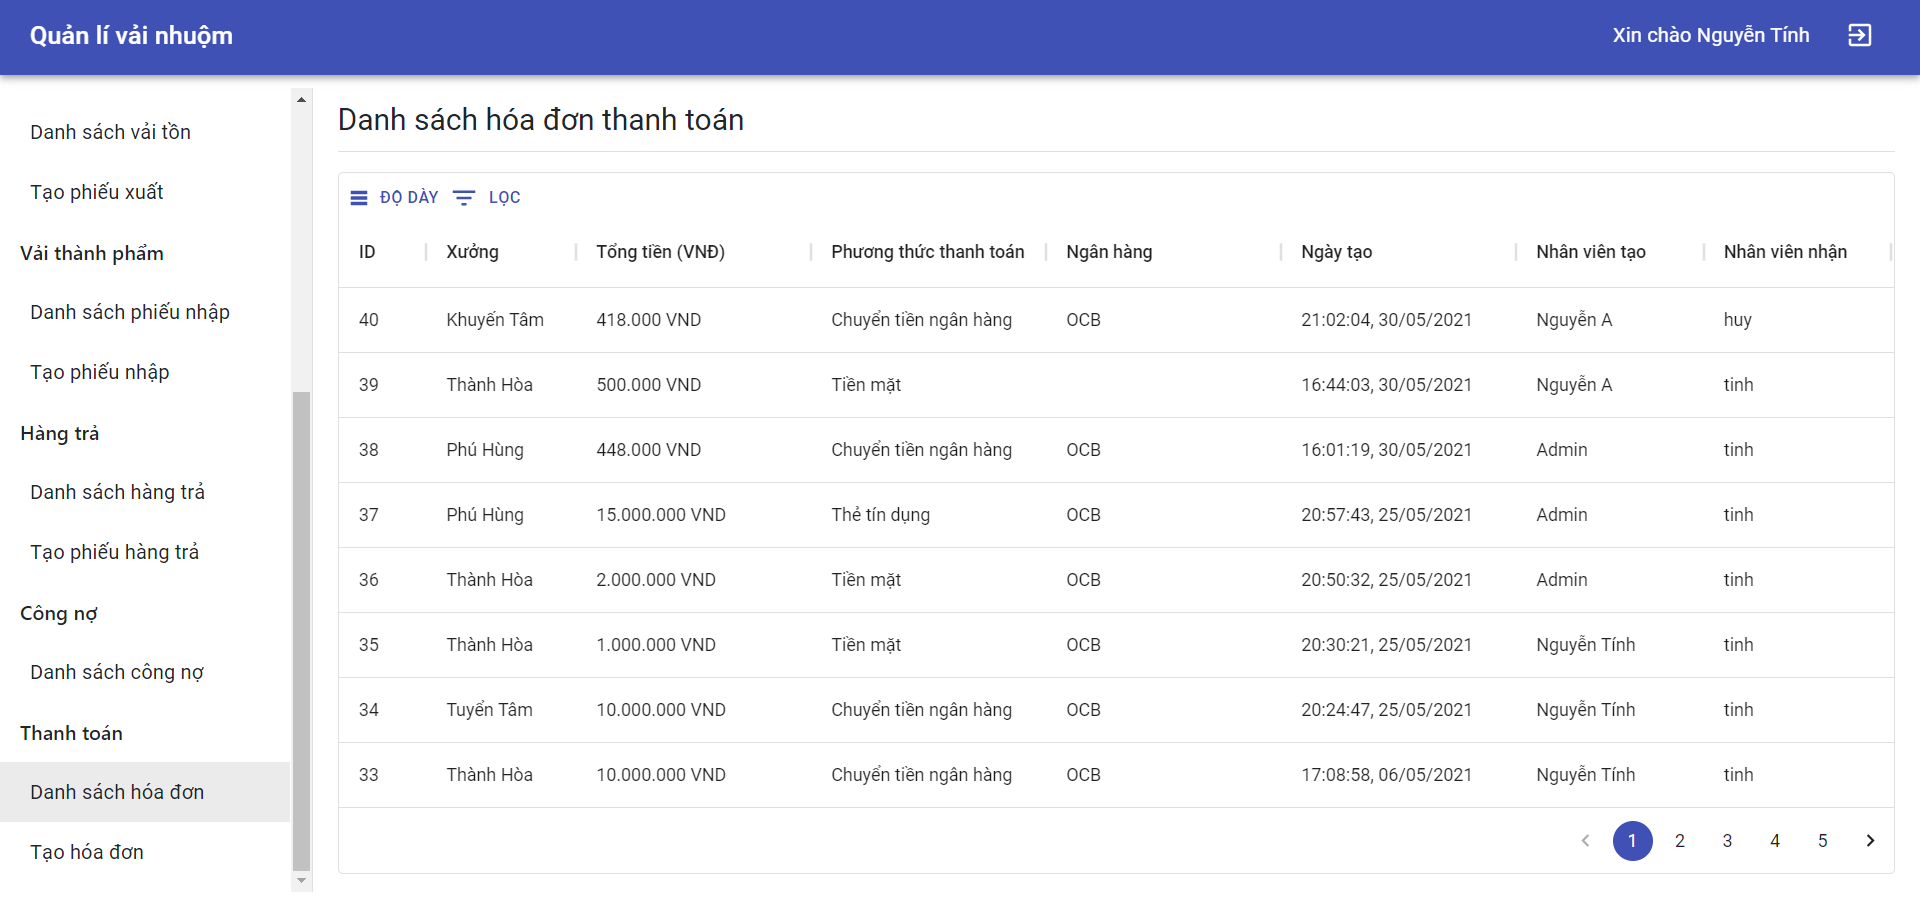 Quản lí vải nhuộm
Xin chào Nguyễn Tính
Danh sách vải tồn
Tạo phiếu xuất
Vải thành phẩm
Danh sách phiếu nhập
Tạo phiếu nhập
Hàng trả
Danh sách hàng trả
Tạo phiếu hàng trả
Công nợ
Danh sách công nợ
Thanh toán
Danh sách hóa đơn
Tạo hóa đơn
Danh sách hóa đơn thanh toán
ĐỘ DÀY LỌC
ID Xưởng Tổng tiền (VNĐ) Phương thức thanh toán Ngân hàng Ngày tạo Nhân viên tạo Nhân viên nhận
40 Khuyến Tâm 418.000 VND Chuyển tiền ngân hàng OCB 21:02:04, 30/05/2021 Nguyễn A huy
39 Thành Hòa 500.000 VND Tiền mặt 16:44:03, 30/05/2021 Nguyễn A tinh
38 Phú Hùng 448.000 VND Chuyển tiền ngân hàng OCB 16:01:19, 30/05/2021 Admin tinh
37 Phú Hùng 15.000.000 VND Thẻ tín dụng OCB 20:57:43, 25/05/2021 Admin tinh
36 Thành Hòa 2.000.000 VND Tiền mặt OCB 20:50:32, 25/05/2021 Admin tinh
35 Thành Hòa 1.000.000 VND Tiền mặt OCB 20:30:21, 25/05/2021 Nguyễn Tính tinh
34 Tuyển Tâm 10.000.000 VND Chuyển tiền ngân hàng OCB 20:24:47, 25/05/2021 Nguyễn Tính tinh
33 Thành Hòa 10.000.000 VND Chuyển tiền ngân hàng OCB 17:08:58, 06/05/2021 Nguyễn Tính tinh
1 2 3 4 5